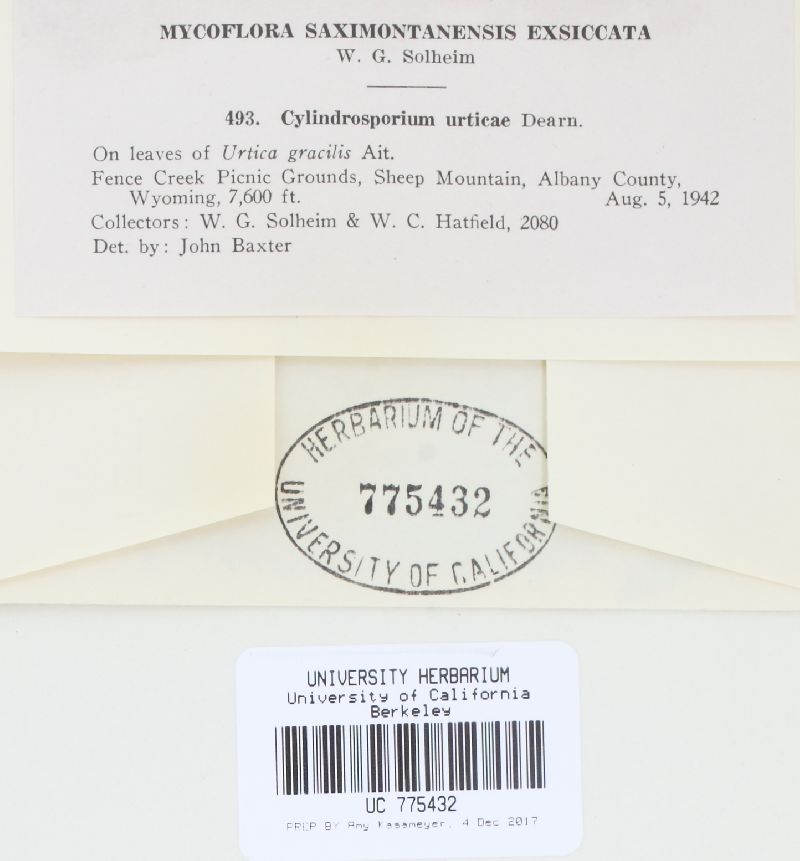 MYCOFLORA SAXIMONTANENSIS EXSICCATA
W. G. Solheim
493. Cylindrosporium urticae Dearn.
On leaves of Urtica gracilis Ait.
Fence Creek Picnic Grounds, Sheep Mountain, Albany County,
Wyoming, 7,600 ft. Aug. 5, 1942
Collectors: W. G. Solheim & W. C. Hatfield, 2080
Det. by: John Baxter
HERBARIUM OF THE
775432
UNIVERSITY OF CALIFORNIA
UNIVERSITY HERBARIUM
University of California
Berkeley
UC 775432
PREP BY Amy Kasameyer, 4 Dec 2017